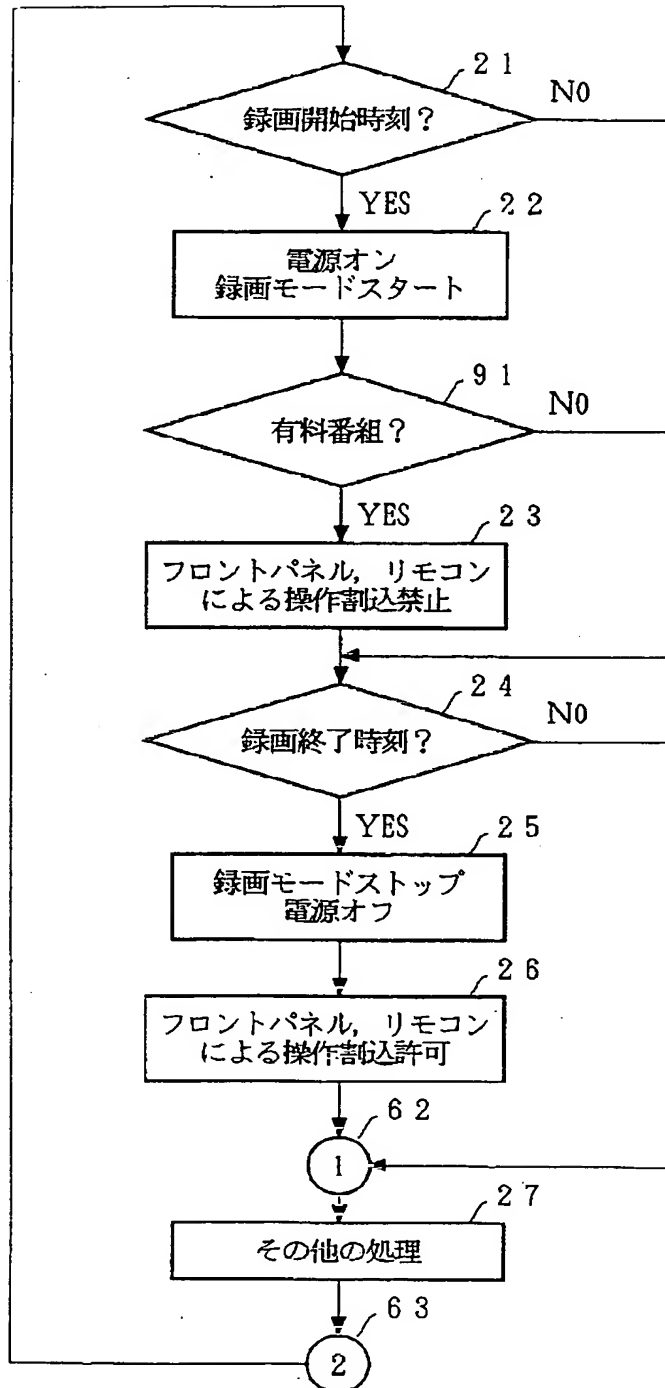 21
録画開始時刻？
NO
YES
22
電源オン
録画モードスタート
91
有料番組？
NO
YES
23
フロントパネル，リモコン
による操作割込禁止
24
録画終了時刻？
NO
YES
25
録画モードストップ
電源オフ
26
フロントパネル，リモコン
による操作割込許可
62
1
27
その他の処理
63
2